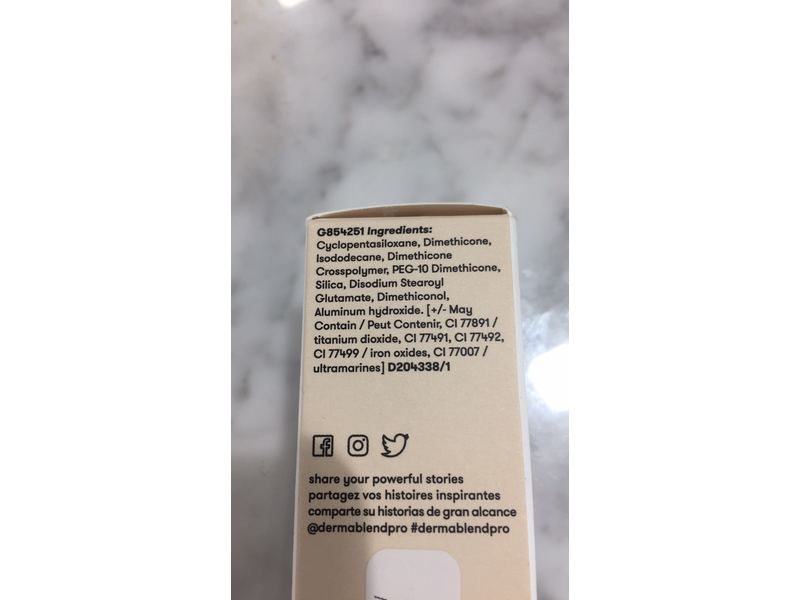 G854251 Ingredients:
Cyclopentasiloxane, Dimethicone,
Isododecane, Dimethicone
Crosspolymer, PEG-10 Dimethicone,
Silica, Disodium Stearoyl
Glutamate, Dimethiconol,
Aluminum hydroxide. [+/- May
Contain / Peut Contenir, CI 77891 /
titanium dioxide, CI 77491, CI 77492,
CI 77499 / iron oxides, CI 77007 /
ultramarines] D204338/1
share your powerful stories
partagez vos histoires inspirantes
comparte su historias de gran alcance
@dermablendpro #dermablendpro